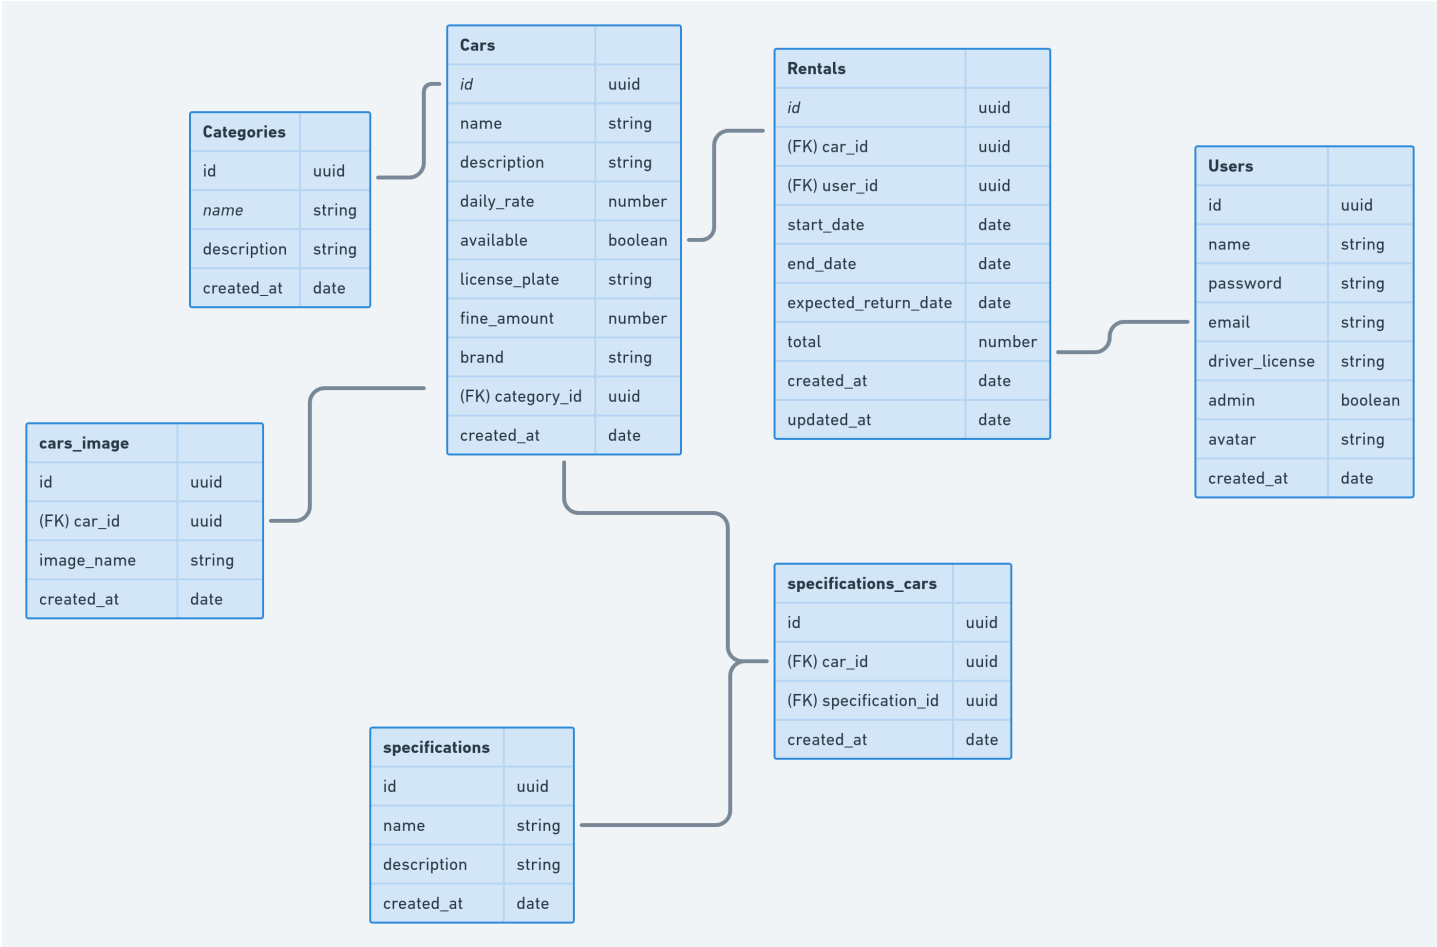 Cars
id uuid
name string
description string
daily_rate number
available boolean
license_plate string
fine_amount number
brand string
(FK) category_id uuid
created_at date
Rentals
id uuid
(FK) car_id uuid
(FK) user_id uuid
start_date date
end_date date
expected_return_date date
total number
created_at date
updated_at date
Categories
id uuid
name string
description string
created_at date
Users
id uuid
name string
password string
email string
driver_license string
admin boolean
avatar string
created_at date
cars_image
id uuid
(FK) car_id uuid
image_name string
created_at date
specifications_cars
id uuid
(FK) car_id uuid
(FK) specification_id uuid
created_at date
specifications
id uuid
name string
description string
created_at date